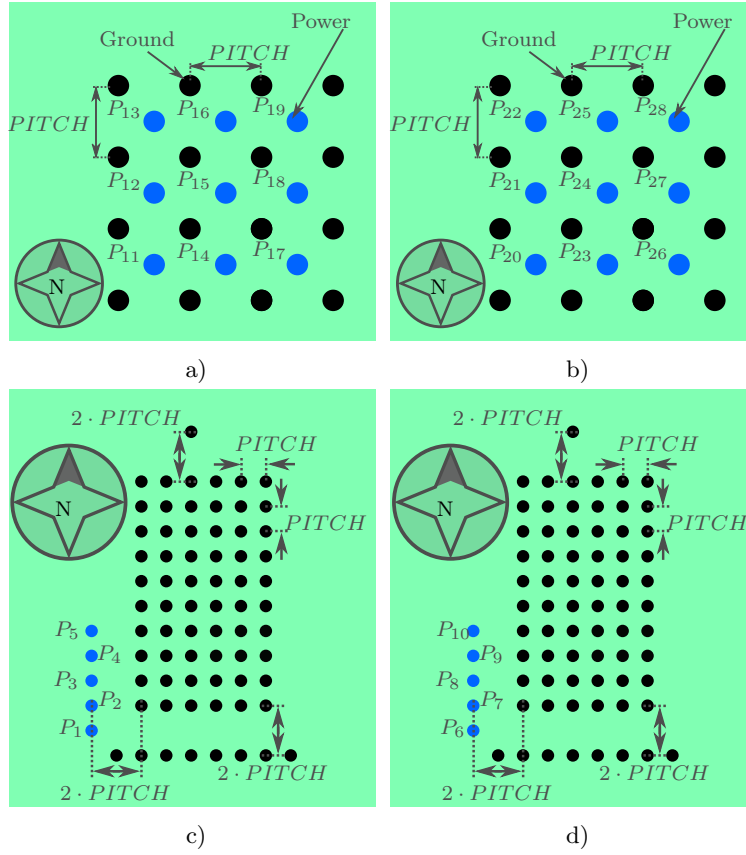 Power
Ground PITCH
P13 P16 P19
PITCH
P12 P15 P18
P11 P14 P17
N
a)
Power
Ground PITCH
P22 P25 P28
PITCH
P21 P24 P27
P20 P23 P26
N
b)
2 · PITCH
PITCH
N
PITCH
P5
P4
P3
P2
P1
2 · PITCH
2 · PITCH
c)
2 · PITCH
PITCH
N
PITCH
P10
P9
P8
P7
P6
2 · PITCH
2 · PITCH
d)